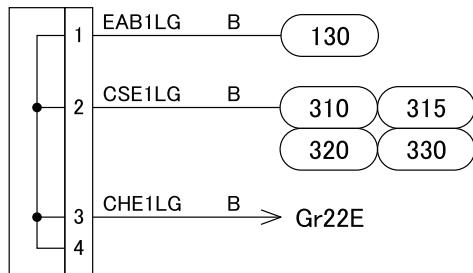 1 EAB1LG B 130
2 CSE1LG B 310 315
320 330
3 CHE1LG B Gr22E
4